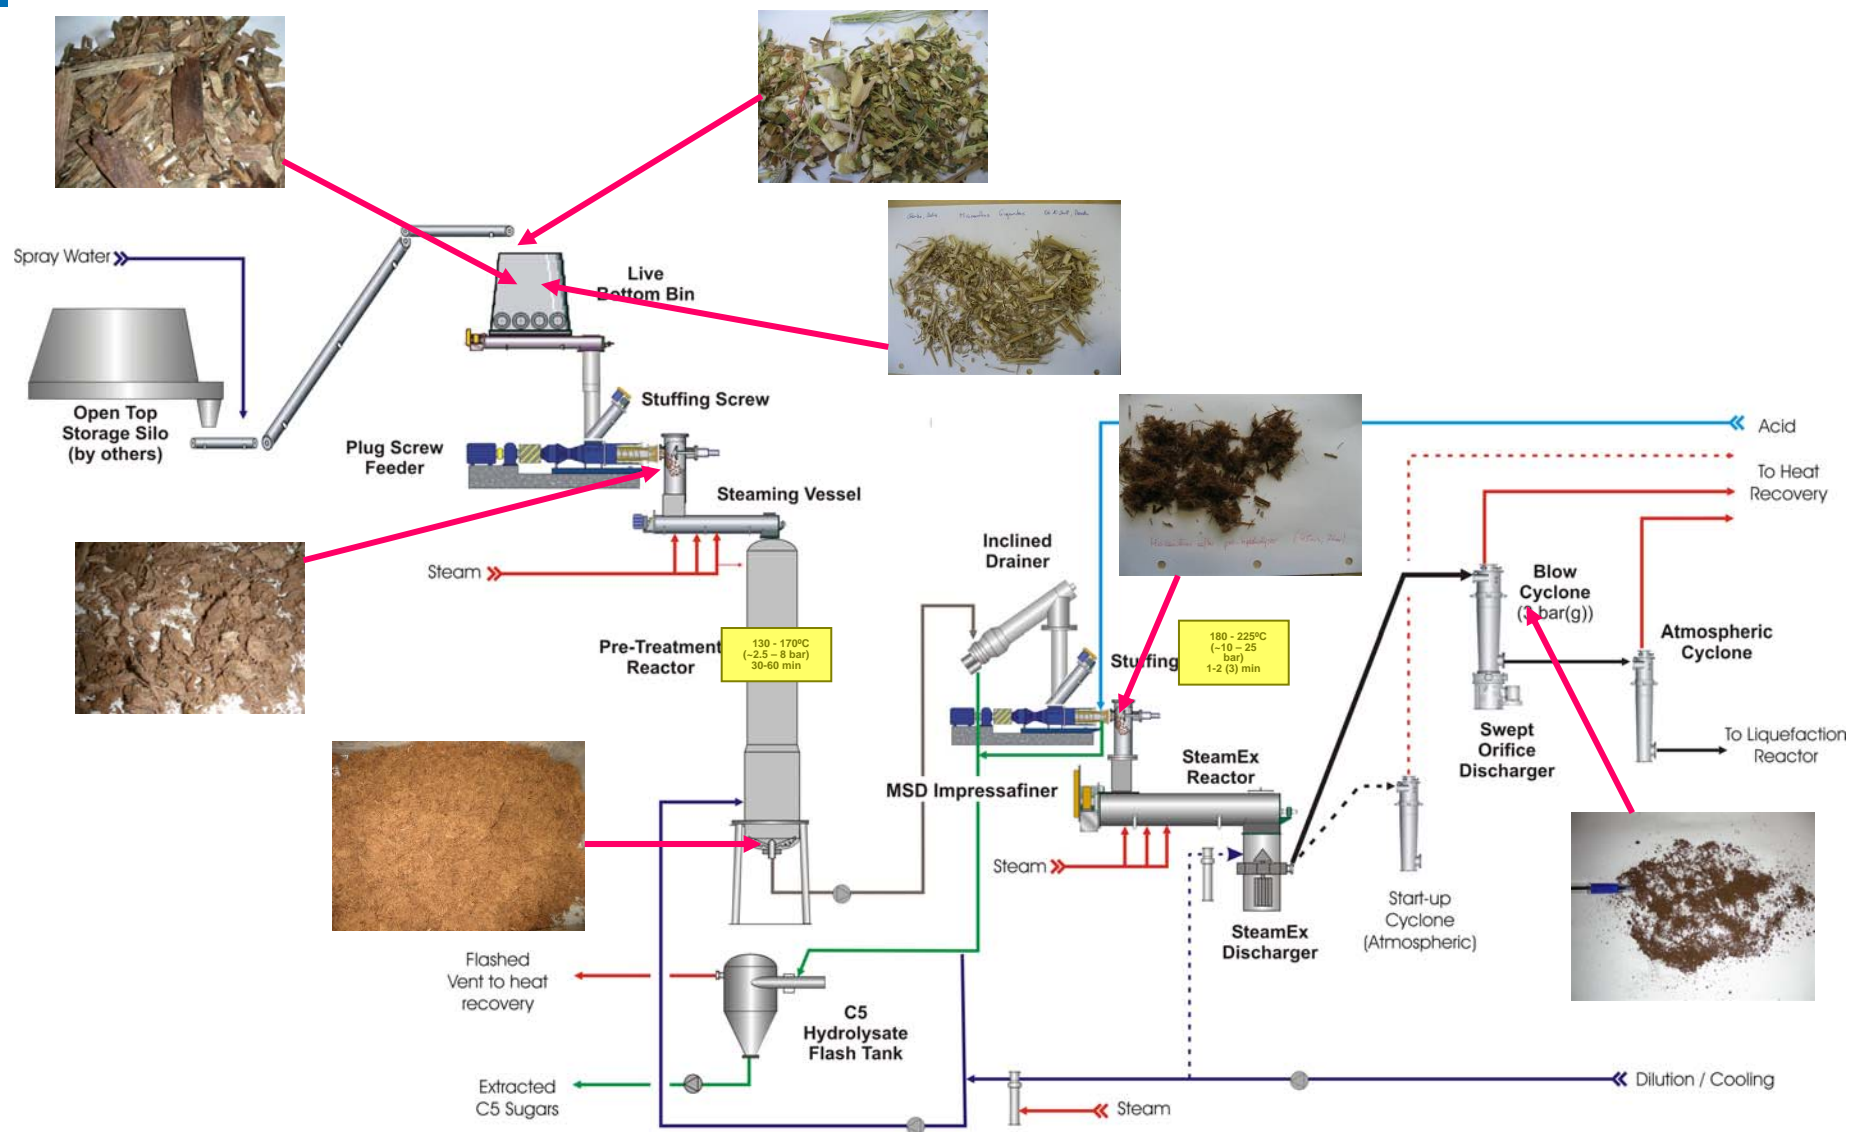 Spray Water
Live
Bottom Bin
Open Top
Storage Silo
(by others)
Stuffing Screw
Plug Screw
Feeder
Steaming Vessel
Steam
Acid
To Heat
Recovery
Inclined
Drainer
Blow
Cyclone
bar(g))
Atmospheric
Cyclone
Pre-Treatment
Reactor
130 - 170ºC
(~2.5 – 8 bar)
30-60 min
Stuffing
180 - 225ºC
(~10 – 25
bar)
1-2 (3) min
Swept
Orifice
Discharger
To Liquefaction
Reactor
SteamEx
Reactor
MSD Impressafiner
Steam
Start-up
Cyclone
(Atmospheric)
SteamEx
Discharger
Flashed
Vent to heat
recovery
C5
Hydrolysate
Flash Tank
Extracted
C5 Sugars
Dilution / Cooling
Steam